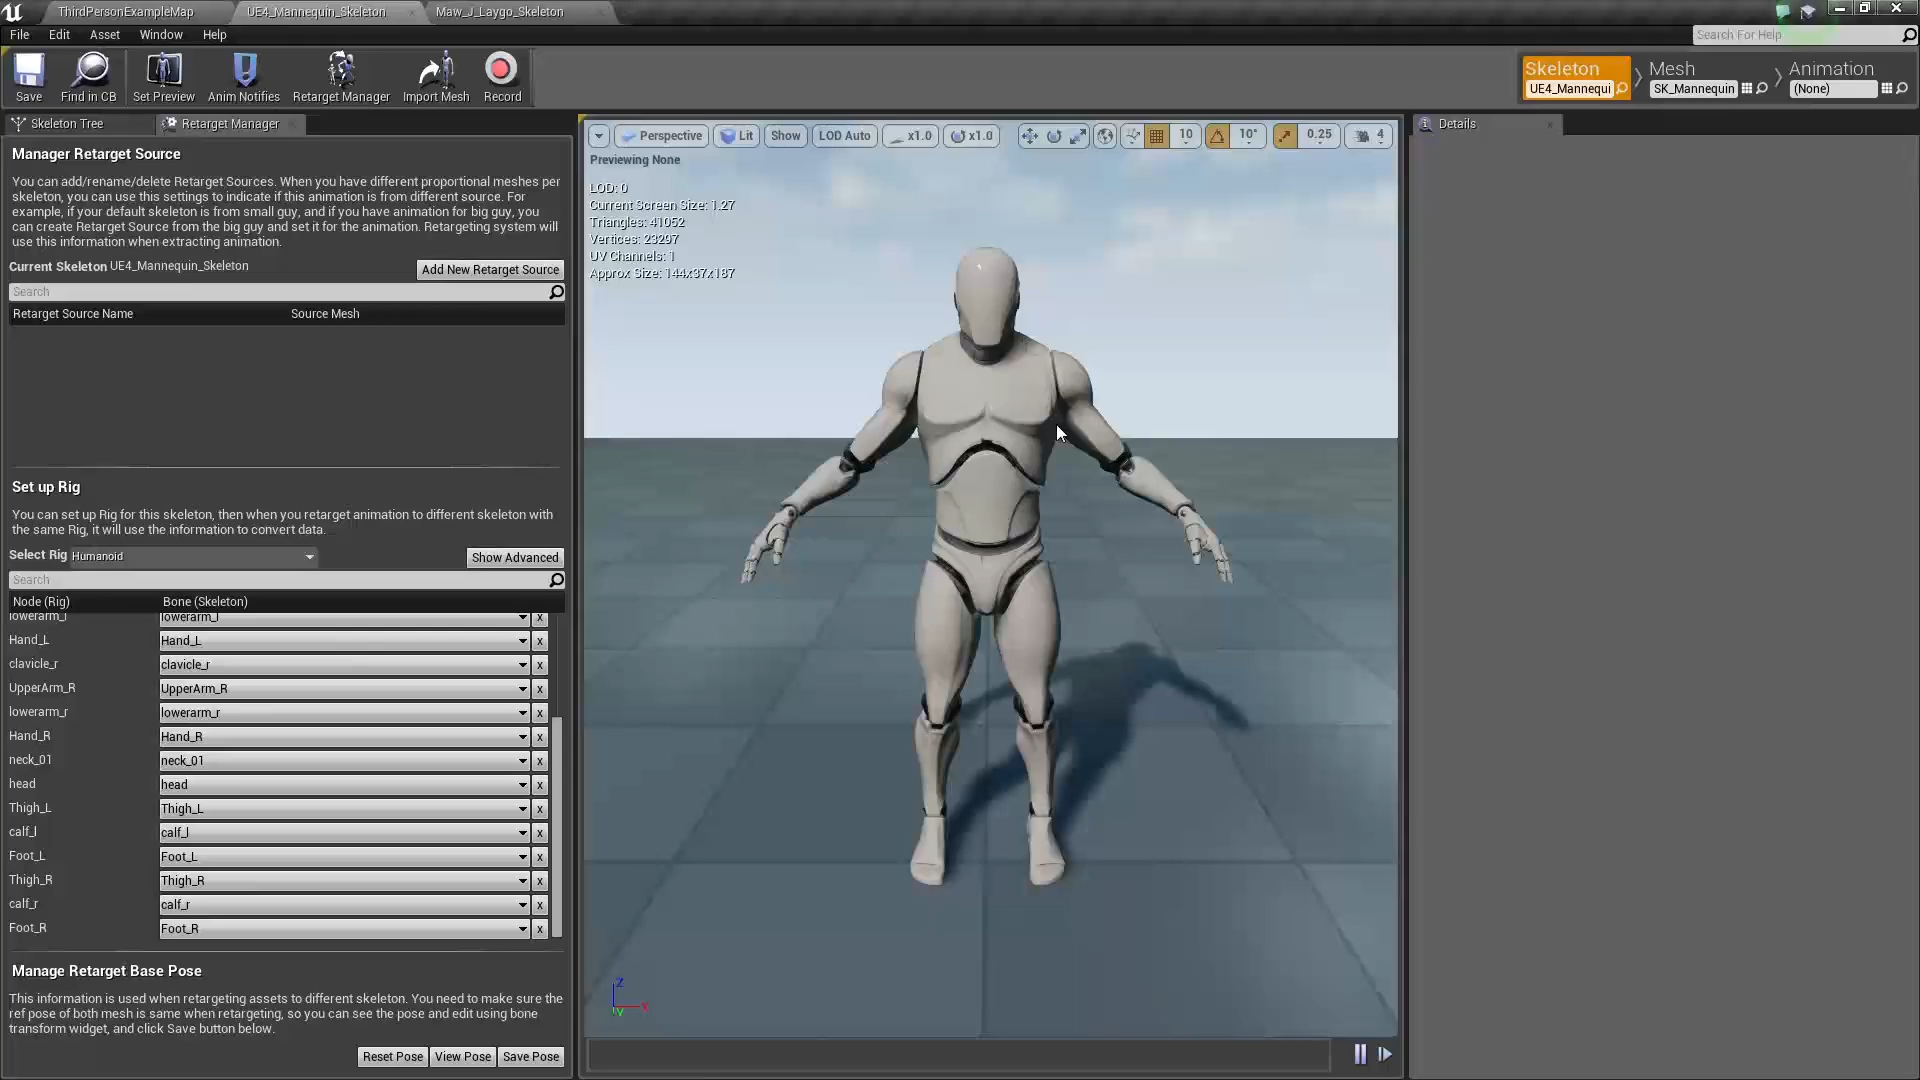 ThirdPersonExampleMap
UE4_Mannequin_Skeleton
Maw_J_Laygo_Skeleton
File Edit Asset Window Help
Search For Help
Save
Find in CB
Set Preview
Anim Notifies
Retarget Manager
Import Mesh
Record
Skeleton
UE4_Mannequi
Mesh
SK_Mannequin
Animation
(None)
Skeleton Tree
Retarget Manager
Details
Manager Retarget Source
You can add/rename/delete Retarget Sources. When you have different proportional meshes per
skeleton, you can use this settings to indicate if this animation is from different source. For
example, if your default skeleton is from small guy, and if you have animation for big guy, you
can create Retarget Source from the big guy and set it for the animation. Retargeting system will
use this information when extracting animation.
Current Skeleton UE4_Mannequin_Skeleton
Add New Retarget Source
Search
Retarget Source Name Source Mesh
Set up Rig
You can set up Rig for this skeleton, then when you retarget animation to different skeleton with
the same Rig, it will use the information to convert data.
Select Rig Humanoid
Show Advanced
Search
Node (Rig) Bone (Skeleton)
lowerarm_l lowerarm_l x
Hand_L Hand_L x
clavicle_r clavicle_r x
UpperArm_R UpperArm_R x
lowerarm_r lowerarm_r x
Hand_R Hand_R x
neck_01 neck_01 x
head head x
Thigh_L Thigh_L x
calf_l calf_l x
Foot_L Foot_L x
Thigh_R Thigh_R x
calf_r calf_r x
Foot_R Foot_R x
Manage Retarget Base Pose
This information is used when retargeting assets to different skeleton. You need to make sure the
ref pose of both mesh is same when retargeting, so you can see the pose and edit using bone
transform widget, and click Save button below.
Reset Pose View Pose Save Pose
Perspective Lit Show LOD Auto x1.0 x1.0 10 10° 0.25 4
Previewing None
LOD: 0
Current Screen Size: 1.27
Triangles: 41052
Vertices: 23297
UV Channels: 1
Approx Size: 144x37x187
Z
X
Y